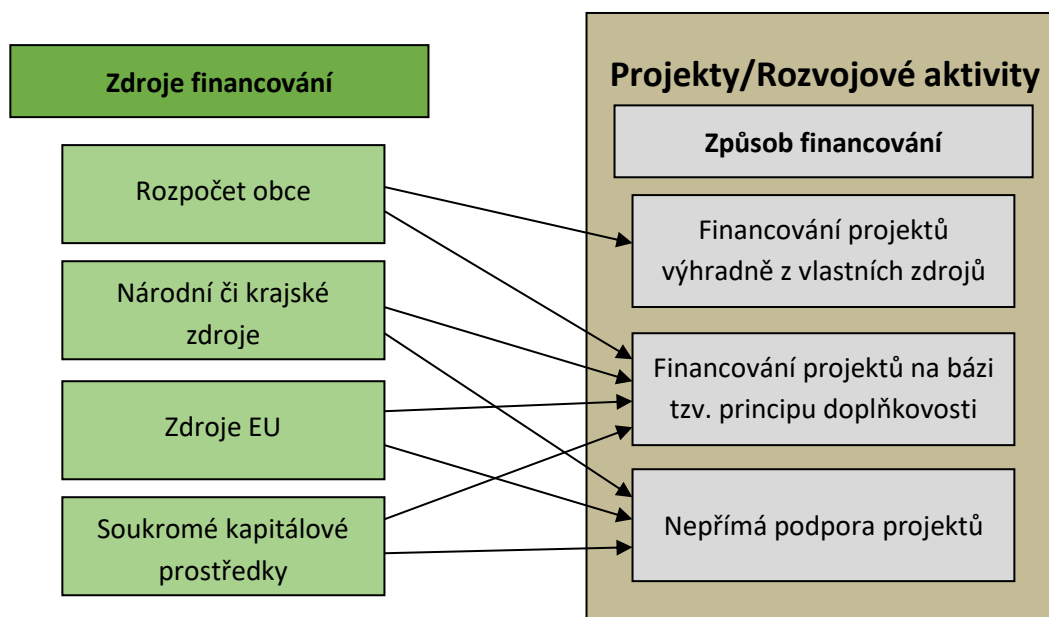 Zdroje financování
Rozpočet obce
Národní či krajské
zdroje
Zdroje EU
Soukromé kapitálové
prostředky
Projekty/Rozvojové aktivity
Způsob financování
Financování projektů
výhradně z vlastních zdrojů
Financování projektů na bázi
tzv. principu doplňkovosti
Nepřímá podpora projektů